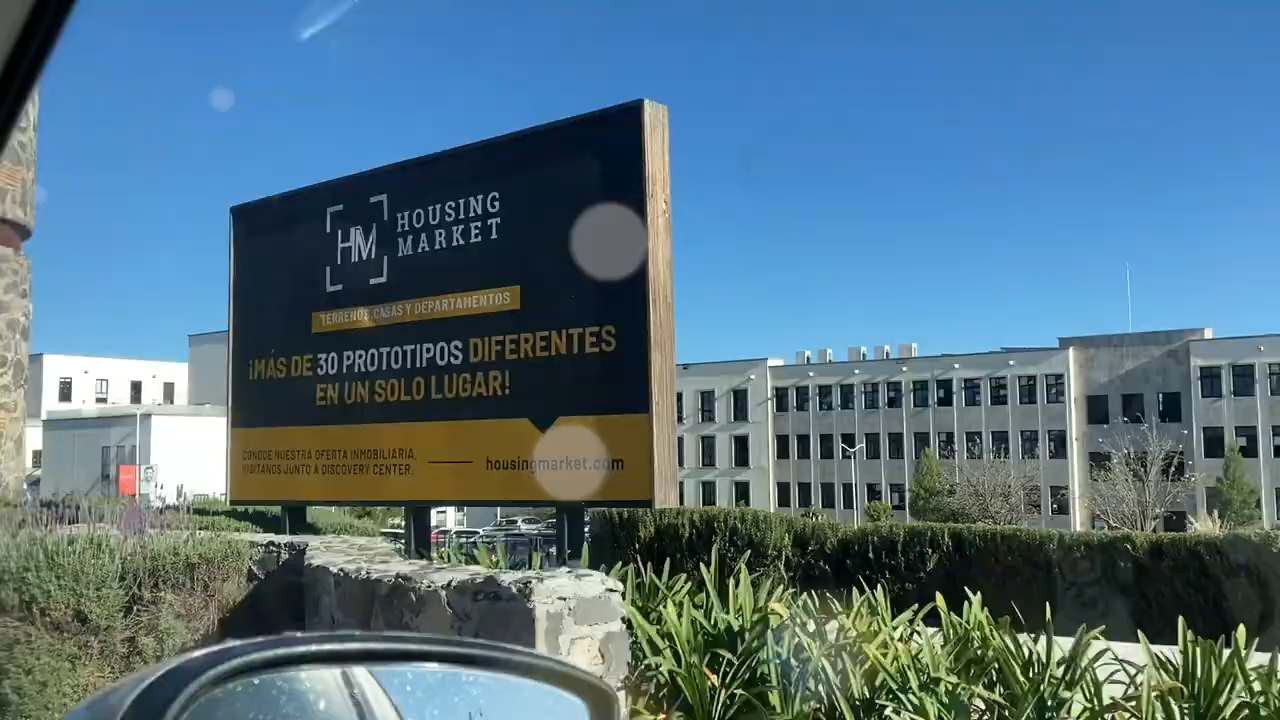 HM
HOUSING
MARKET
TERRENOS, CASAS Y DEPARTAMENTOS
¡MÁS DE 30 PROTOTIPOS DIFERENTES
EN UN SOLO LUGAR!
CONOCE NUESTRA OFERTA INMOBILIARIA,
VISÍTANOS JUNTO A DISCOVERY CENTER.
housingmarket.com